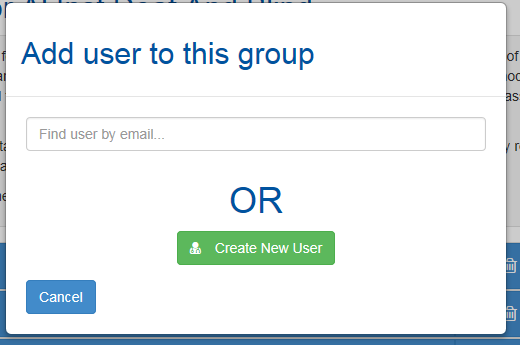 Add user to this group
Find user by email...
OR
Create New User
Cancel